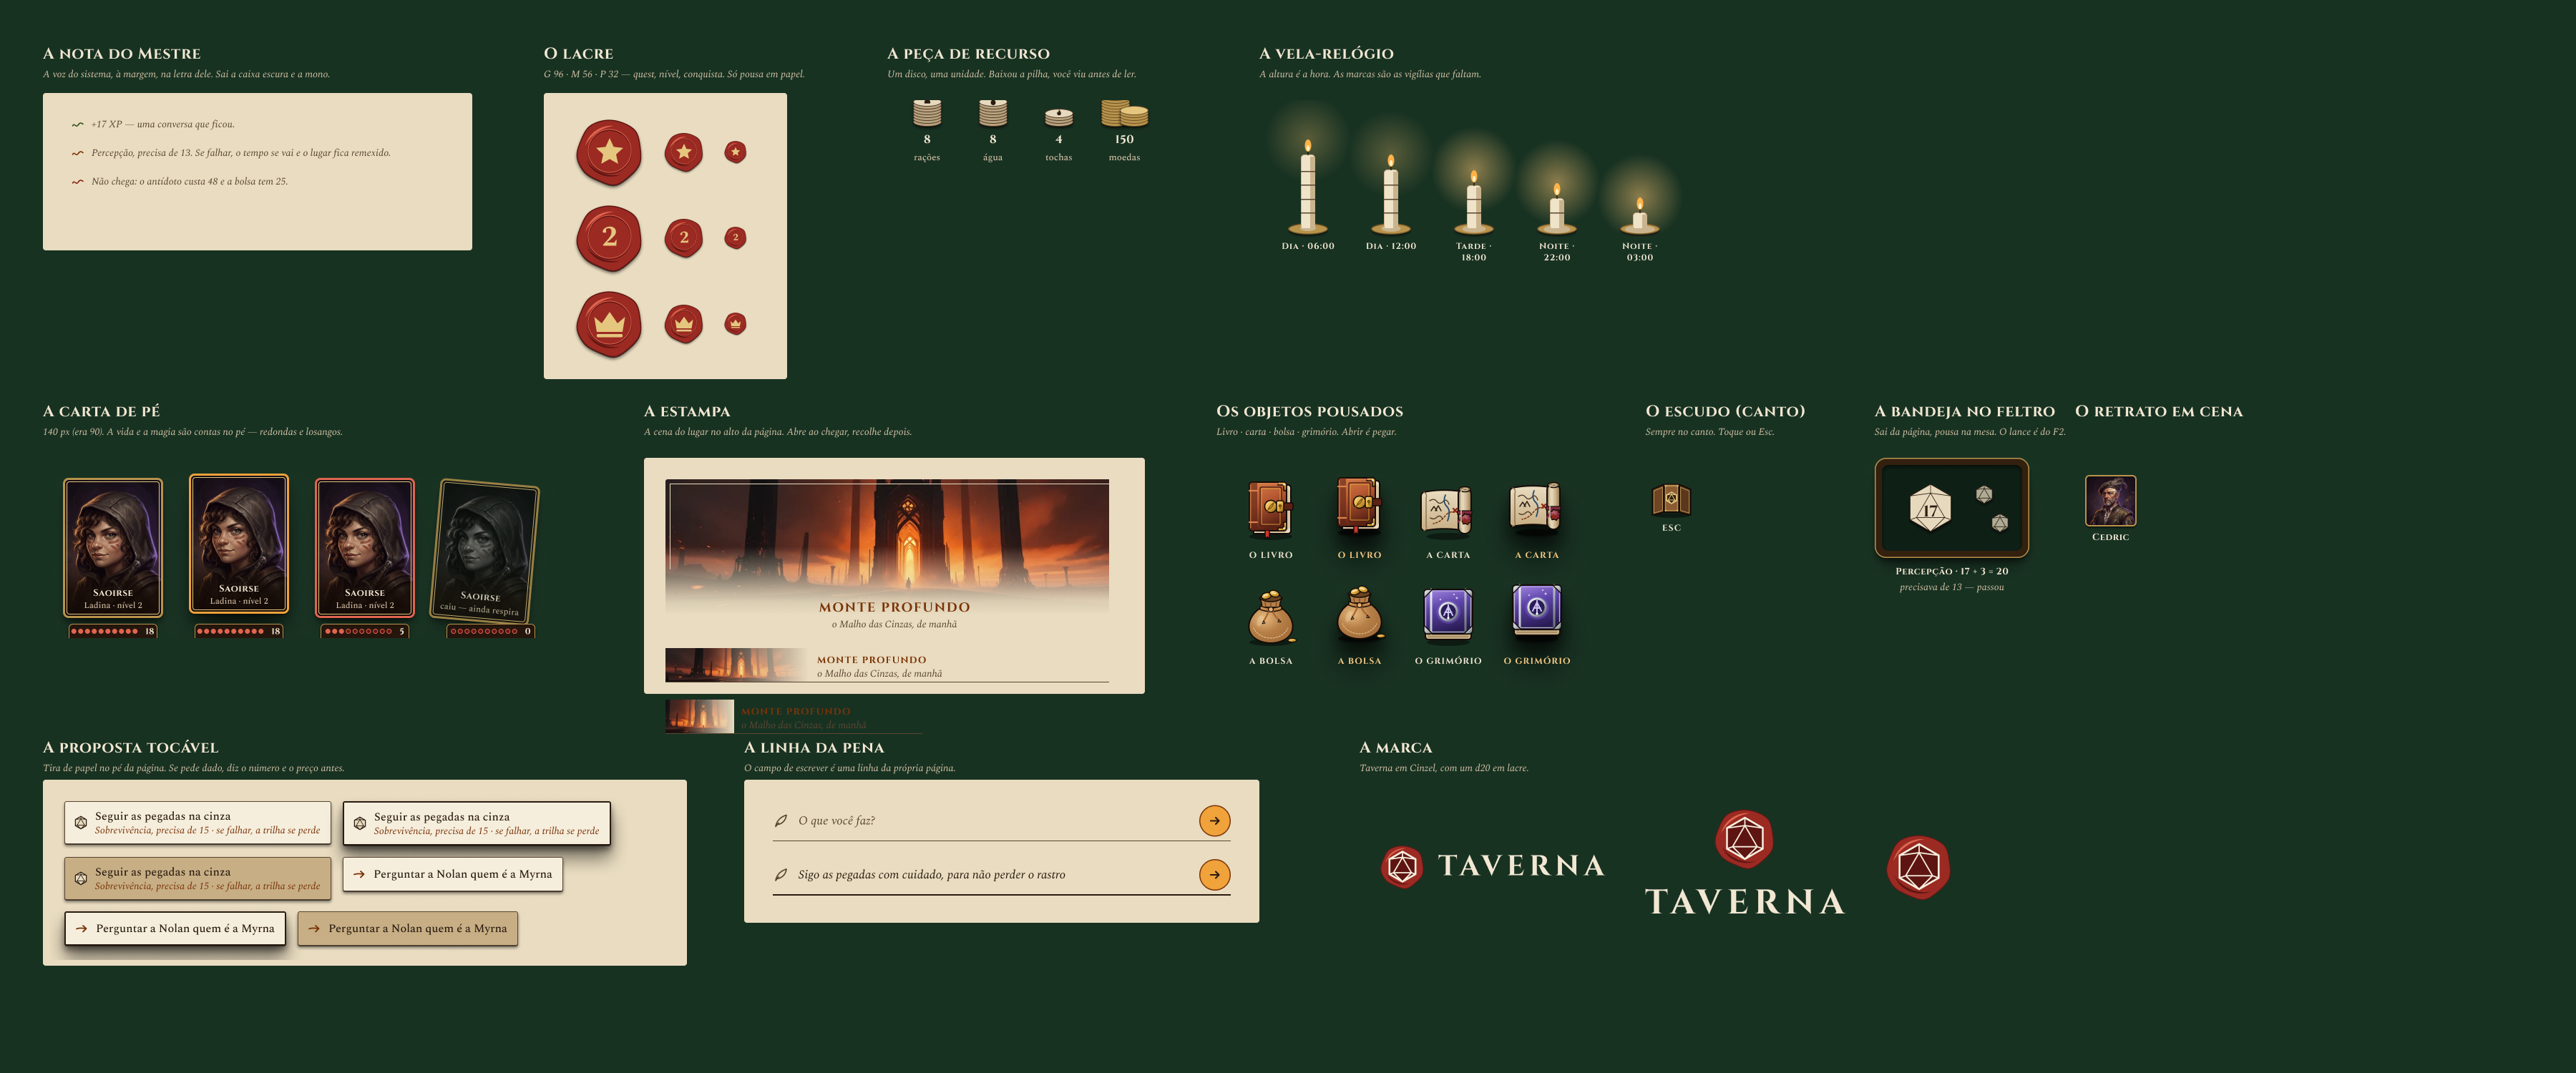 A nota do Mestre
A voz do sistema, à margem, na letra dele. Sai a caixa escura e a mono.
+17 XP — uma conversa que ficou.
Percepção, precisa de 13. Se falhar, o tempo se vai e o lugar fica remexido.
Não chega: o antídoto custa 48 e a bolsa tem 25.
O lacre
G 96 · M 56 · P 32 — quest, nível, conquista. Só pousa em papel.
2
2
2
A peça de recurso
Um disco, uma unidade. Baixou a pilha, você viu antes de ler.
8
rações
8
água
4
tochas
150
moedas
A vela-relógio
A altura é a hora. As marcas são as vigílias que faltam.
Dia · 06:00
Dia · 12:00
Tarde ·
18:00
Noite ·
22:00
Noite ·
03:00
A carta de pé
140 px (era 90). A vida e a magia são contas no pé — redondas e losangos.
Saoirse
Ladina · nível 2
18
Saoirse
Ladina · nível 2
18
Saoirse
Ladina · nível 2
5
Saoirse
caiu — ainda respira
0
A estampa
A cena do lugar no alto da página. Abre ao chegar, recolhe depois.
MONTE PROFUNDO
o Malho das Cinzas, de manhã
MONTE PROFUNDO
o Malho das Cinzas, de manhã
MONTE PROFUNDO
o Malho das Cinzas, de manhã
Os objetos pousados
Livro · carta · bolsa · grimório. Abrir é pegar.
O LIVRO
O LIVRO
A CARTA
A CARTA
A BOLSA
A BOLSA
O GRIMÓRIO
O GRIMÓRIO
O escudo (canto)
Sempre no canto. Toque ou Esc.
ESC
A bandeja no feltro
Sai da página, pousa na mesa. O lance é do F2.
17
Percepção · 17 + 3 = 20
precisava de 13 — passou
O retrato em cena
Cedric
A proposta tocável
Tira de papel no pé da página. Se pede dado, diz o número e o preço antes.
Seguir as pegadas na cinza
Sobrevivência, precisa de 15 · se falhar, a trilha se perde
Seguir as pegadas na cinza
Sobrevivência, precisa de 15 · se falhar, a trilha se perde
Seguir as pegadas na cinza
Sobrevivência, precisa de 15 · se falhar, a trilha se perde
Perguntar a Nolan quem é a Myrna
Perguntar a Nolan quem é a Myrna
Perguntar a Nolan quem é a Myrna
A linha da pena
O campo de escrever é uma linha da própria página.
O que você faz?
Sigo as pegadas com cuidado, para não perder o rastro
A marca
Taverna em Cinzel, com um d20 em lacre.
TAVERNA
TAVERNA